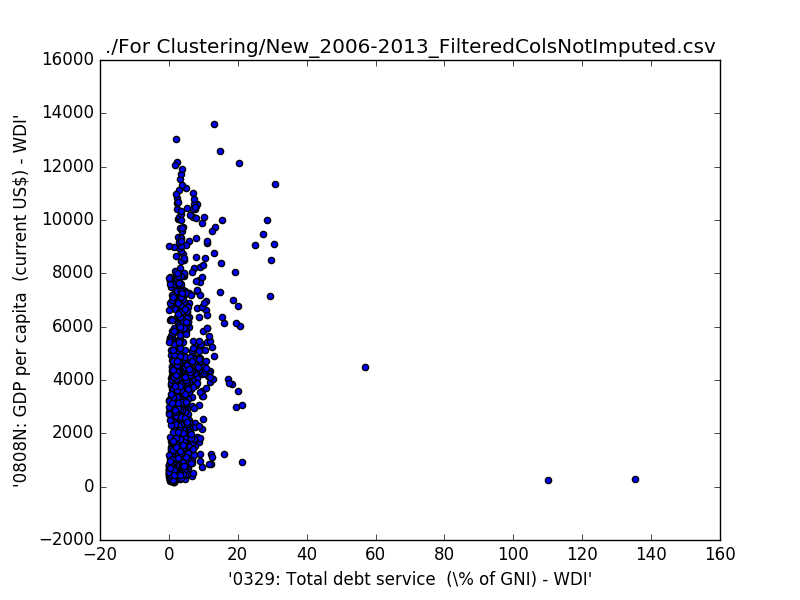 ./For Clustering/New_2006-2013_FilteredColsNotImputed.csv
16000
14000
12000
10000
8000
6000
4000
2000
0
−2000
'0808N: GDP per capita  (current US$) - WDI'
−20 0 20 40 60 80 100 120 140 160
'0329: Total debt service  (\% of GNI) - WDI'